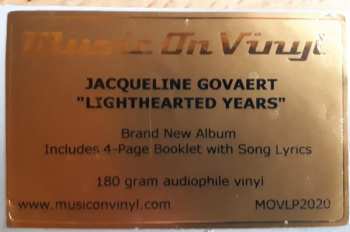 Music On Vinyl
JACQUELINE GOVAERT
"LIGHTHEARTED YEARS"
Brand New Album
Includes 4-Page Booklet with Song Lyrics
180 gram audiophile vinyl
www.musiconvinyl.com MOVLP2020